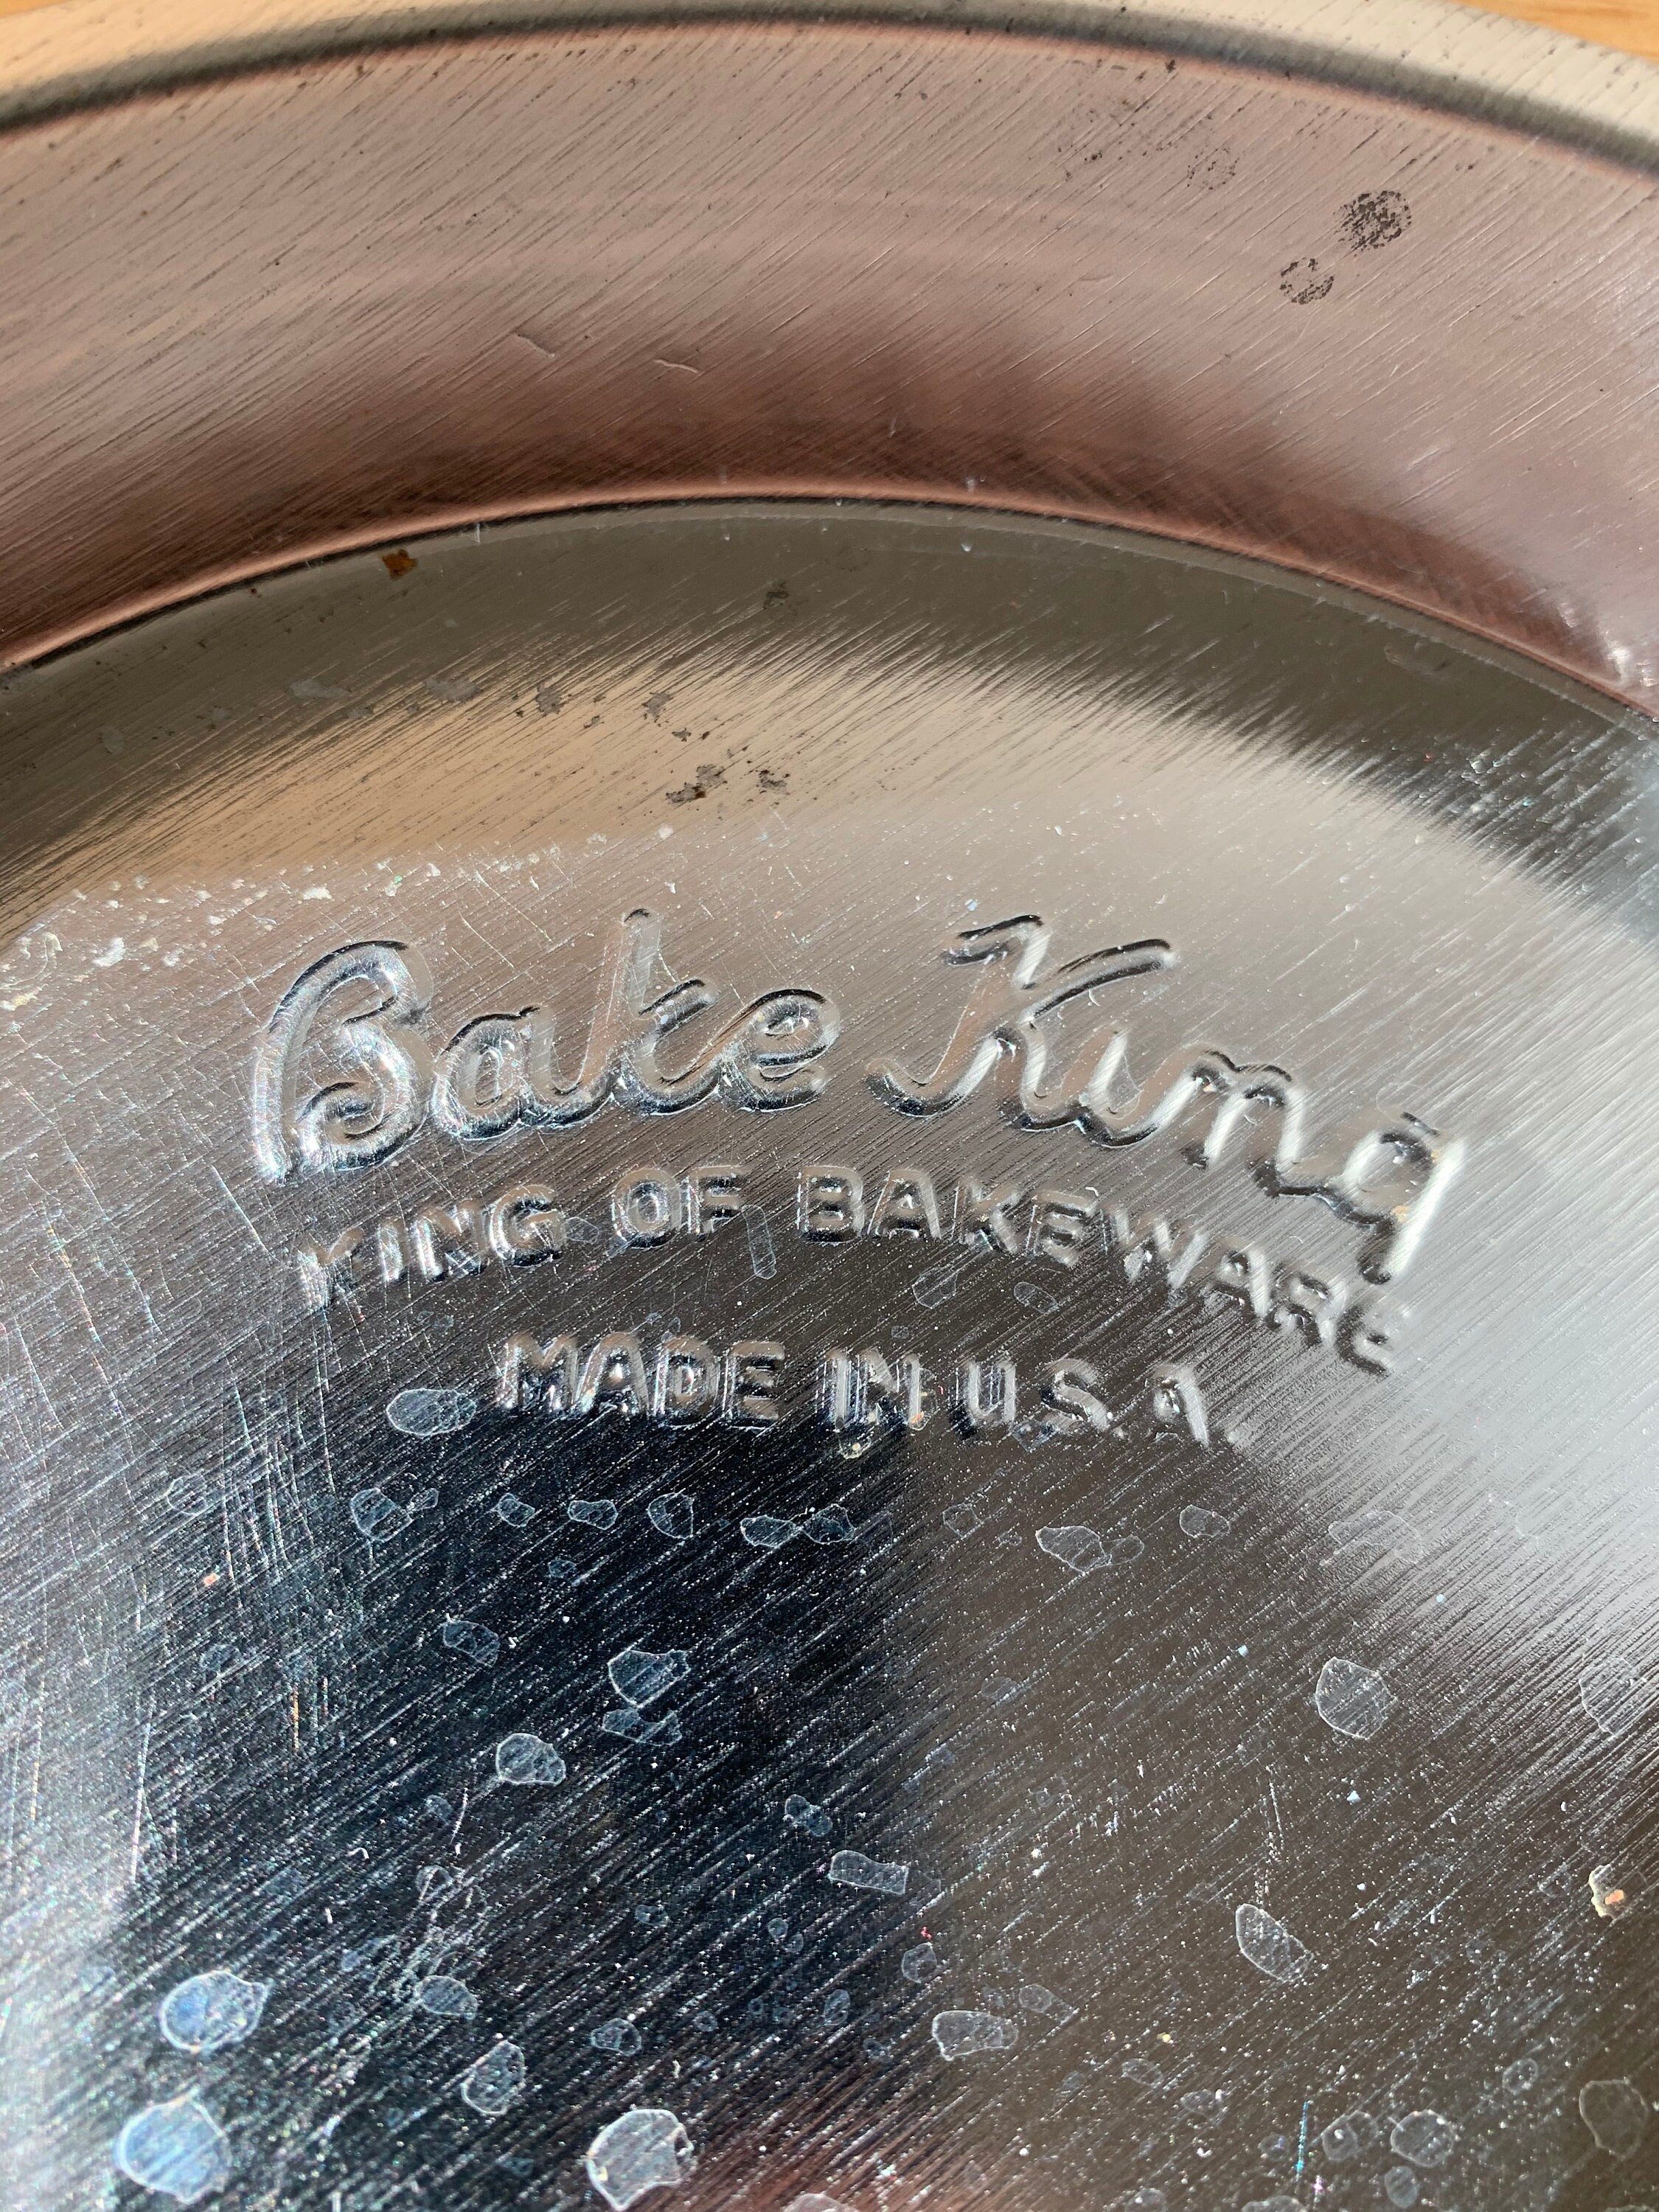 Bake King
KING OF BAKEWARE
MADE IN U.S.A.